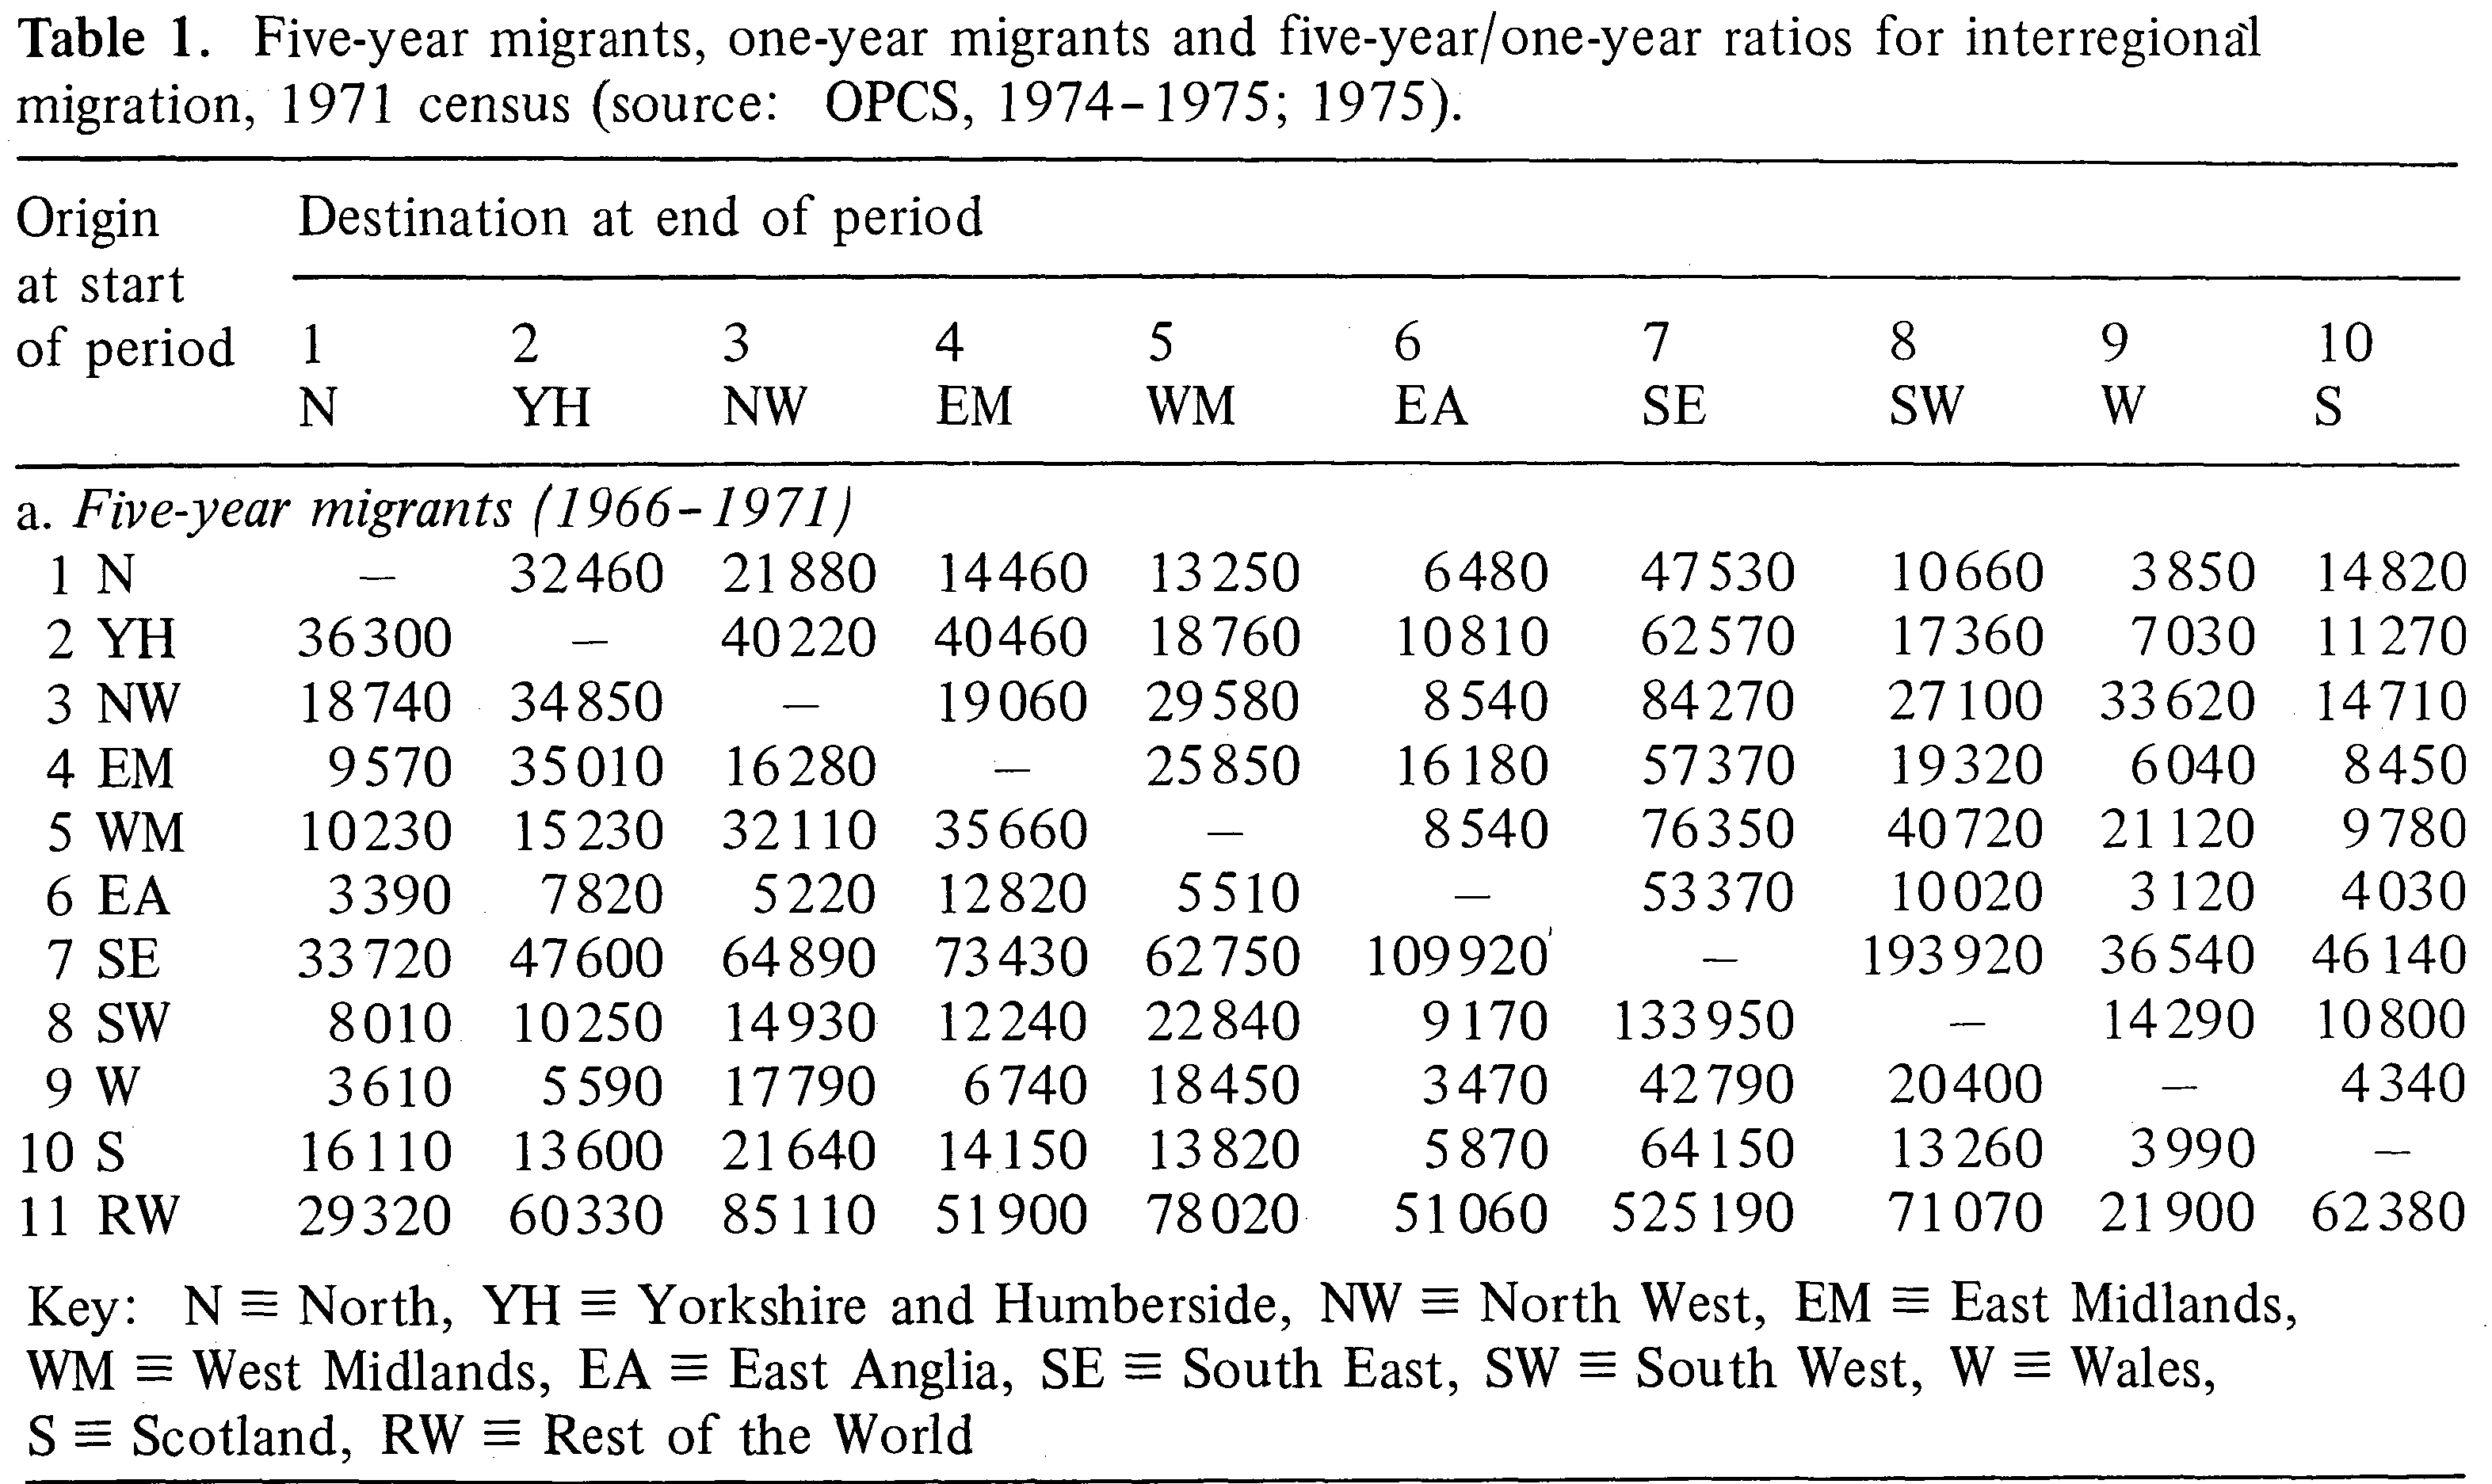 Table 1. Five-year migrants, one-year migrants and five-year/one-year ratios for interregional
migration, 1971 census (source: OPCS, 1974-1975; 1975).
Origin Destination at end of period
at start
of period 1 2 3 4 5 6 7 8 9 10
N YH NW EM WM EA SE SW W S
a. Five-year migrants (1966-1971)
1 N – 32460 21880 14460 13250 6480 47530 10660 3850 14820
2 YH 36300 – 40220 40460 18760 10810 62570 17360 7030 11270
3 NW 18740 34850 – 19060 29580 8540 84270 27100 33620 14710
4 EM 9570 35010 16280 – 25850 16180 57370 19320 6040 8450
5 WM 10230 15230 32110 35660 – 8540 76350 40720 21120 9780
6 EA 3390 7820 5220 12820 5510 – 53370 10020 3120 4030
7 SE 33720 47600 64890 73430 62750 109920 – 193920 36540 46140
8 SW 8010 10250 14930 12240 22840 9170 133950 – 14290 10800
9 W 3610 5590 17790 6740 18450 3470 42790 20400 – 4340
10 S 16110 13600 21640 14150 13820 5870 64150 13260 3990 –
11 RW 29320 60330 85110 51900 78020 51060 525190 71070 21900 62380
Key: N ≡ North, YH ≡ Yorkshire and Humberside, NW ≡ North West, EM ≡ East Midlands,
WM ≡ West Midlands, EA ≡ East Anglia, SE ≡ South East, SW ≡ South West, W ≡ Wales,
S ≡ Scotland, RW ≡ Rest of the World